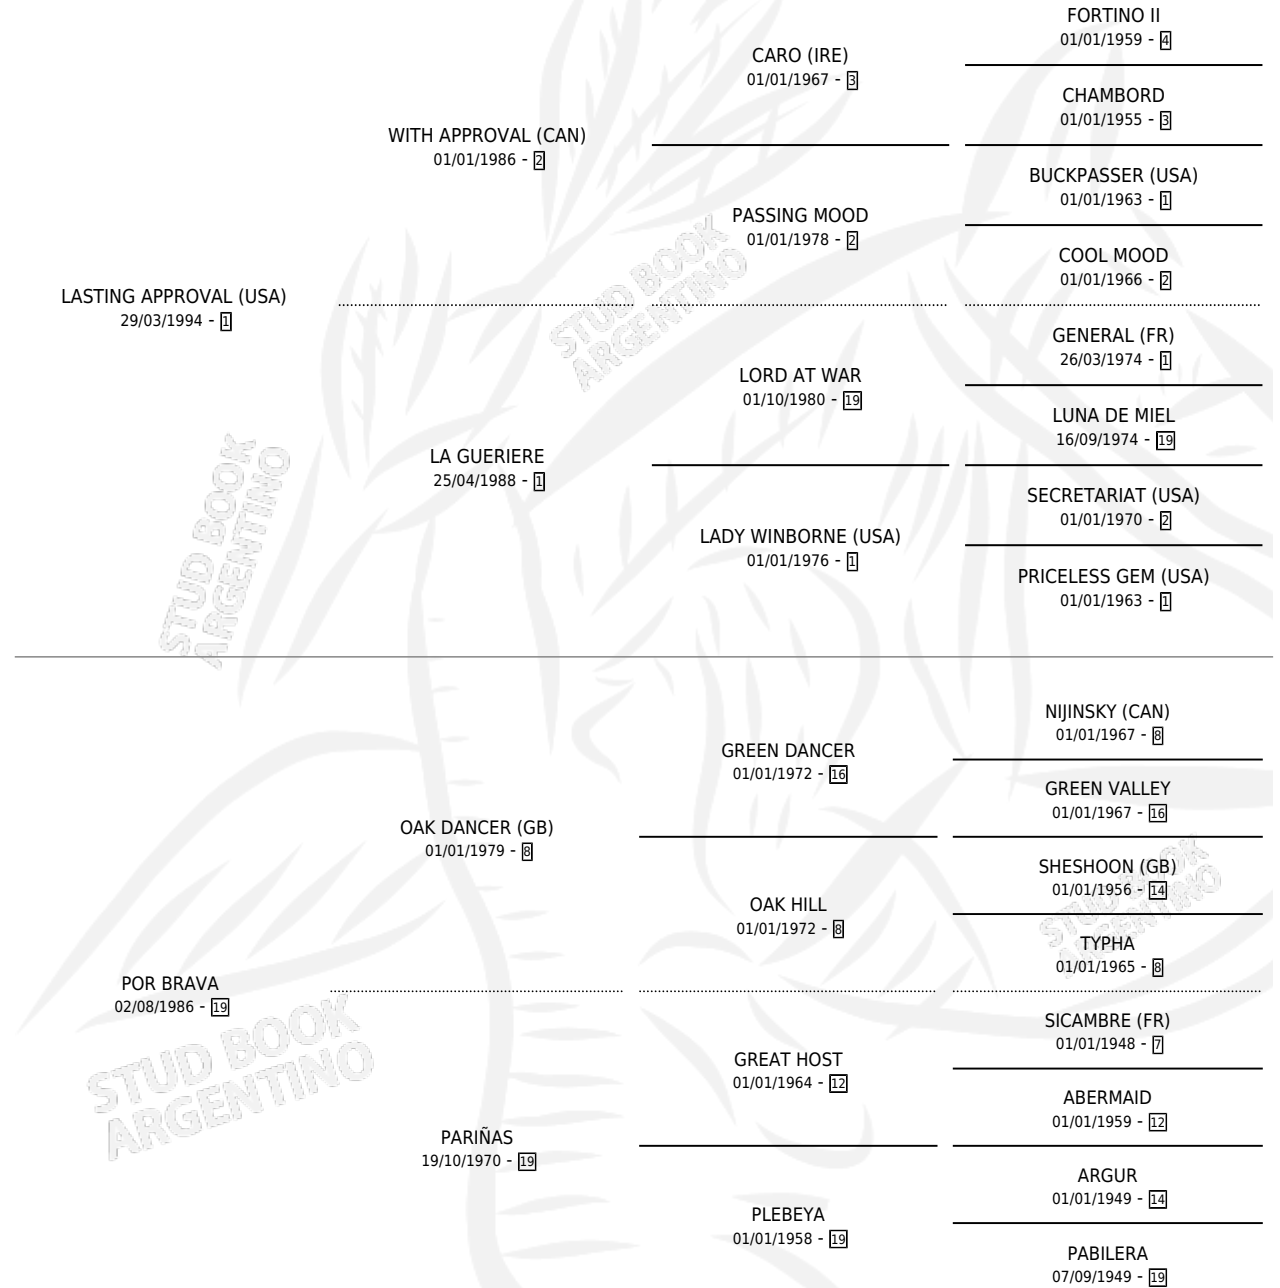 FORTINO II
01/01/1959 - 4
CARO (IRE)
01/01/1967 - 3
CHAMBORD
01/01/1955 - 3
WITH APPROVAL (CAN)
01/01/1986 - 2
BUCKPASSER (USA)
01/01/1963 - 1
PASSING MOOD
01/01/1978 - 2
COOL MOOD
01/01/1966 - 2
LASTING APPROVAL (USA)
29/03/1994 - 1
STUD BOOK
ARGENTINO
GENERAL (FR)
26/03/1974 - 1
LORD AT WAR
01/10/1980 - 19
LUNA DE MIEL
16/09/1974 - 19
LA GUERIERE
25/04/1988 - 1
SECRETARIAT (USA)
01/01/1970 - 2
LADY WINBORNE (USA)
01/01/1976 - 1
PRICELESS GEM (USA)
01/01/1963 - 1
STUD BOOK
ARGENTINO
NIJINSKY (CAN)
01/01/1967 - 8
GREEN DANCER
01/01/1972 - 16
GREEN VALLEY
01/01/1967 - 16
OAK DANCER (GB)
01/01/1979 - 8
SHESHOON (GB)
01/01/1956 - 14
OAK HILL
01/01/1972 - 8
STUD BOOK
ARGENTINO
TYPHA
01/01/1965 - 8
POR BRAVA
02/08/1986 - 19
SICAMBRE (FR)
01/01/1948 - 7
GREAT HOST
01/01/1964 - 12
ABERMAID
01/01/1959 - 12
STUD BOOK
ARGENTINO
PARIÑAS
19/10/1970 - 19
ARGUR
01/01/1949 - 14
PLEBEYA
01/01/1958 - 19
PABILERA
07/09/1949 - 19